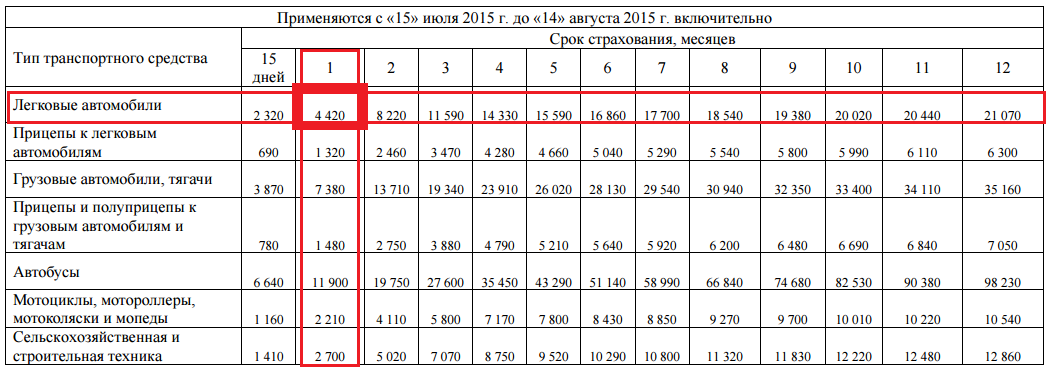 Применяются с «15» июля 2015 г. до «14» августа 2015 г. включительно
Тип транспортного средства
Срок страхования, месяцев
15 дней 1 2 3 4 5 6 7 8 9 10 11 12
Легковые автомобили
2 320 4 420 8 220 11 590 14 330 15 590 16 860 17 700 18 540 19 380 20 020 20 440 21 070
Прицепы к легковым
автомобилям
690 1 320 2 460 3 470 4 280 4 660 5 040 5 290 5 540 5 800 5 990 6 110 6 300
Грузовые автомобили, тягачи
3 870 7 380 13 710 19 340 23 910 26 020 28 130 29 540 30 940 32 350 33 400 34 110 35 160
Прицепы и полуприцепы к
грузовым автомобилям и
тягачам
780 1 480 2 750 3 880 4 790 5 210 5 640 5 920 6 200 6 480 6 690 6 840 7 050
Автобусы
6 640 11 900 19 750 27 600 35 450 43 290 51 140 58 990 66 840 74 680 82 530 90 380 98 230
Мотоциклы, мотороллеры,
мотоколяски и мопеды
1 160 2 210 4 110 5 800 7 170 7 800 8 430 8 850 9 270 9 700 10 010 10 220 10 540
Сельскохозяйственная и
строительная техника
1 410 2 700 5 020 7 070 8 750 9 520 10 290 10 800 11 320 11 830 12 220 12 480 12 860